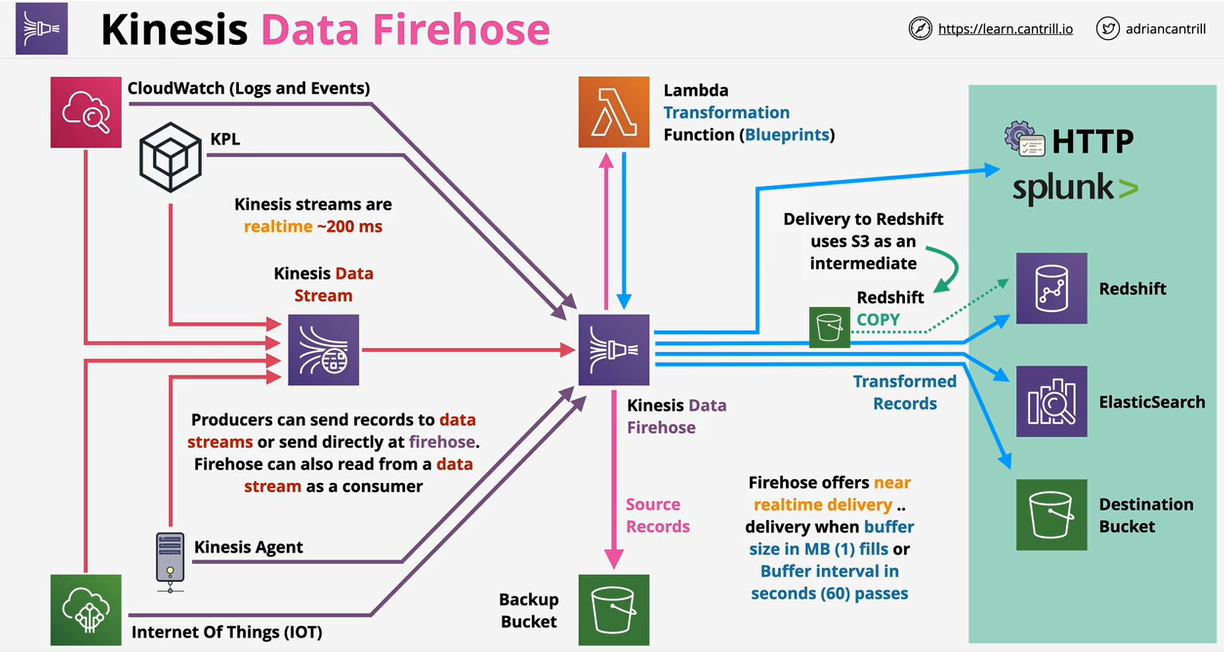 Kinesis Data Firehose
https://learn.cantrill.io
adriancantrill
CloudWatch (Logs and Events)
KPL
Kinesis streams are
realtime ~200 ms
Kinesis Data
Stream
Producers can send records to data
streams or send directly at firehose.
Firehose can also read from a data
stream as a consumer
Kinesis Agent
Internet Of Things (IOT)
Lambda
Transformation
Function (Blueprints)
Kinesis Data
Firehose
Source
Records
Backup
Bucket
Delivery to Redshift
uses S3 as an
intermediate
Redshift
COPY
Transformed
Records
Firehose offers near
realtime delivery ..
delivery when buffer
size in MB (1) fills or
Buffer interval in
seconds (60) passes
HTTP
splunk>
Redshift
ElasticSearch
Destination
Bucket